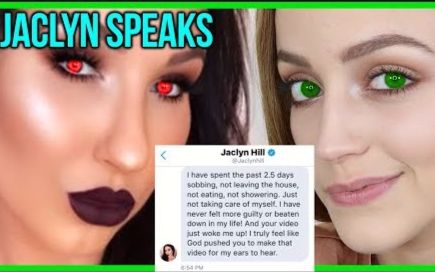 JACLYN SPEAKS
Jaclyn Hill
@Jaclynhill
I have spent the past 2.5 days
sobbing, not leaving the house,
not eating, not showering. Just
not taking care of myself. I have
never felt more guilty or beaten
down in my life! And your video
just woke me up! I truly feel like
God pushed you to make that
video for my ears to hear.
6:54 PM